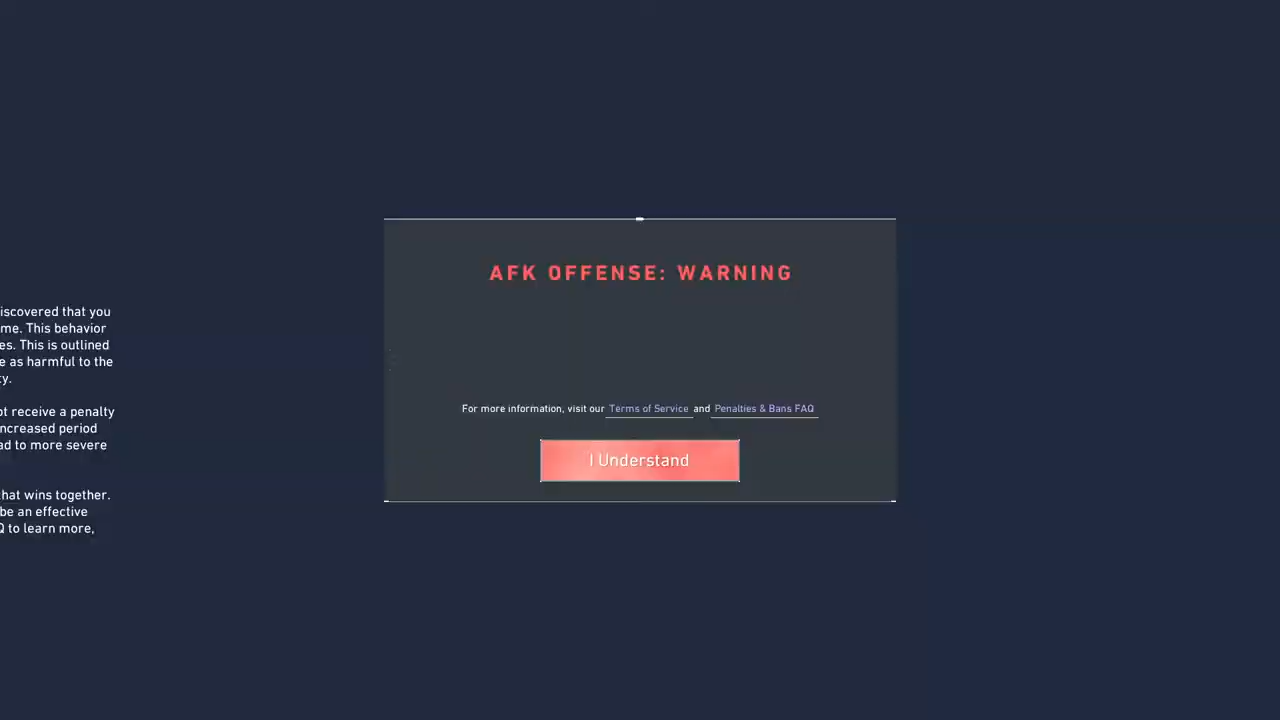 AFK OFFENSE: WARNING
iscovered that you
me. This behavior
es. This is outlined
e as harmful to the
ty.
ot receive a penalty
ncreased period
ad to more severe
that wins together.
be an effective
Q to learn more,
For more information, visit our Terms of Service and Penalties & Bans FAQ
I Understand